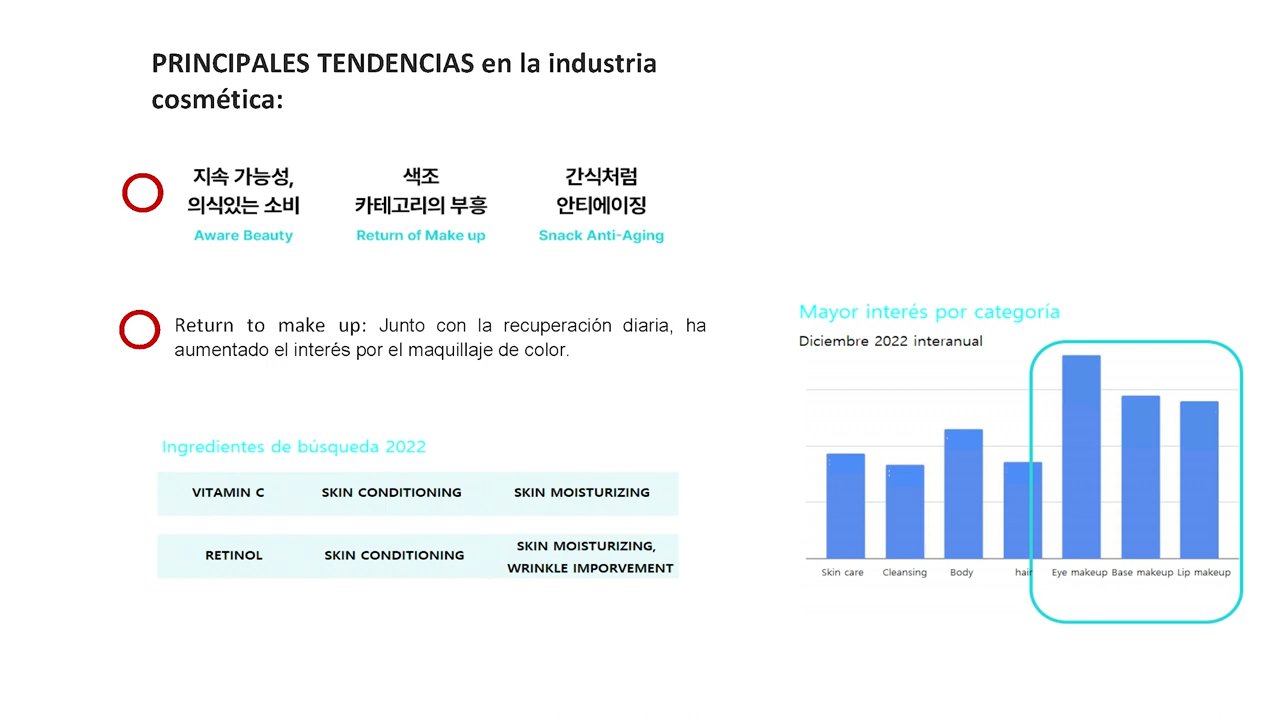 PRINCIPALES TENDENCIAS en la industria
cosmética:
지속 가능성,
의식있는 소비
Aware Beauty
색조
카테고리의 부흥
Return of Make up
간식처럼
안티에이징
Snack Anti-Aging
Return to make up: Junto con la recuperación diaria, ha
aumentado el interés por el maquillaje de color.
Ingredientes de búsqueda 2022
VITAMIN C SKIN CONDITIONING SKIN MOISTURIZING
RETINOL SKIN CONDITIONING SKIN MOISTURIZING,
WRINKLE IMPORVEMENT
Mayor interés por categoría
Diciembre 2022 interanual
Skin care Cleansing Body hair Eye makeup Base makeup Lip makeup